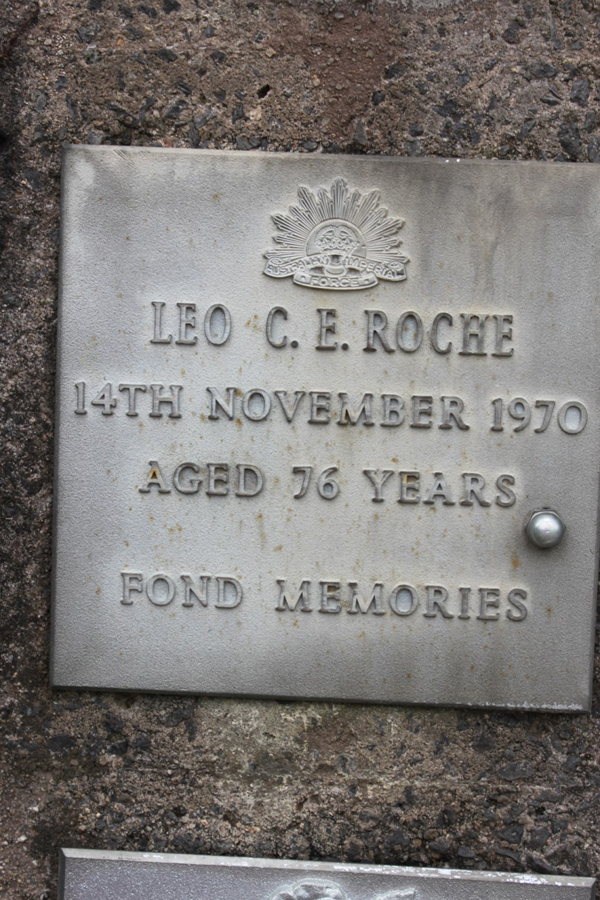 AUSTRALIAN IMPERIAL
FORCE
LEO C. E. ROCHE
14TH NOVEMBER 1970
AGED 76 YEARS
FOND MEMORIES